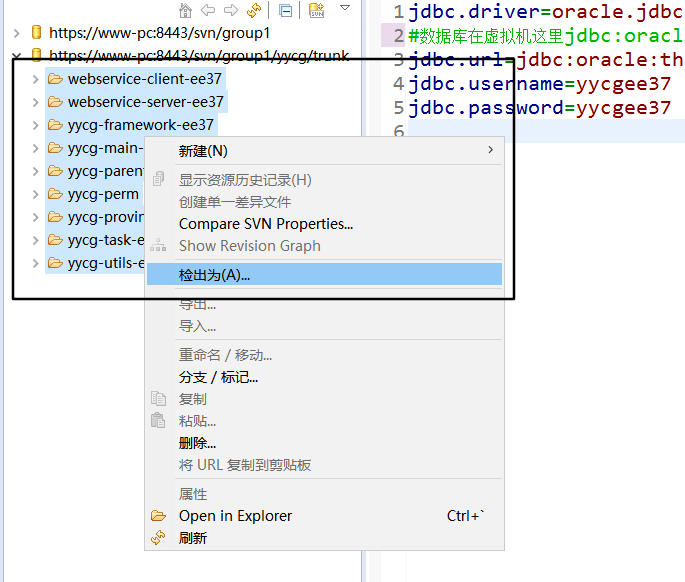 https://www-pc:8443/svn/group1
https://www-pc:8443/svn/group1/yycg/trunk
webservice-client-ee37
webservice-server-ee37
yycg-framework-ee37
yycg-main-
yycg-paren
yycg-perm
yycg-provin
yycg-task-e
yycg-utils-e
新建(N)
显示资源历史记录(H)
创建单一差异文件
Compare SVN Properties...
Show Revision Graph
检出为(A)...
导出...
导入...
重命名 / 移动...
分支 / 标记...
复制
粘贴...
删除...
将 URL 复制到剪贴板
属性
Open in Explorer Ctrl+`
刷新
1 jdbc.driver=oracle.jdbc
2 #数据库在虚拟机这里jdbc:oracl
3 jdbc.url=jdbc:oracle:th
4 jdbc.username=yycgee37
5 jdbc.password=yycgee37
6